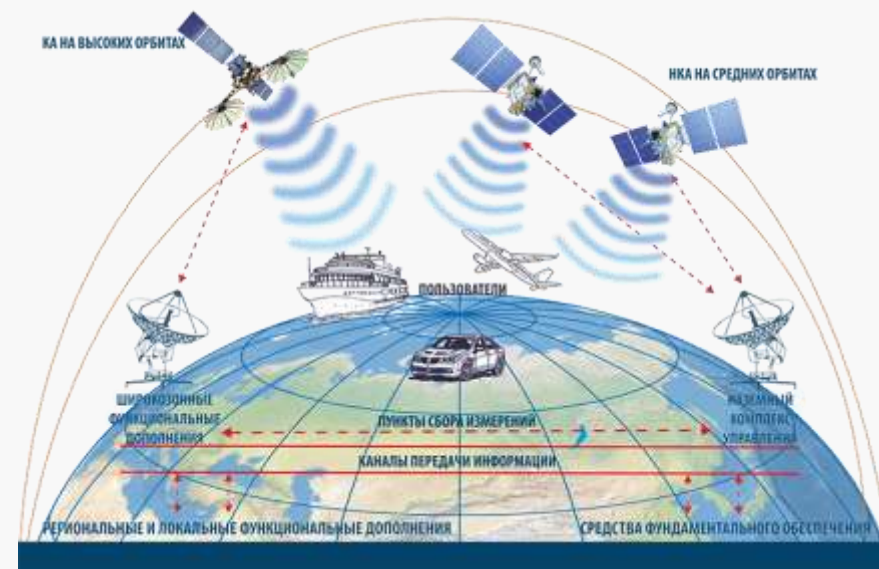 КА НА ВЫСОКИХ ОРБИТАХ
НКА НА СРЕДНИХ ОРБИТАХ
ПОЛЬЗОВАТЕЛИ
ШИРОКОЗОННЫЕ
ФУНКЦИОНАЛЬНЫЕ
ДОПОЛНЕНИЯ
ПУНКТЫ СБОРА ИЗМЕРЕНИЙ
НАЗЕМНЫЙ
КОМПЛЕКС
УПРАВЛЕНИЯ
КАНАЛЫ ПЕРЕДАЧИ ИНФОРМАЦИИ
РЕГИОНАЛЬНЫЕ И ЛОКАЛЬНЫЕ ФУНКЦИОНАЛЬНЫЕ ДОПОЛНЕНИЯ
СРЕДСТВА ФУНДАМЕНТАЛЬНОГО ОБЕСПЕЧЕНИЯ